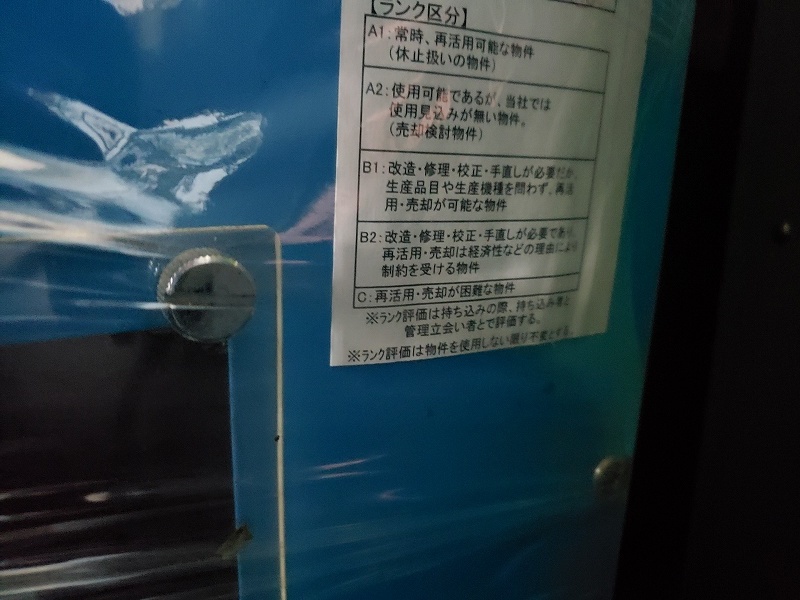 【ランク区分】
A1：常時、再活用可能な物件
（休止扱いの物件）
A2：使用可能であるが、当社では
使用見込みが無い物件。
（売却検討物件）
B1：改造・修理・校正・手直しが必要だが、
生産品目や生産機種を問わず、再活
用・売却が可能な物件
B2：改造・修理・校正・手直しが必要であり、
再活用・売却は経済性などの理由により
制約を受ける物件
C：再活用・売却が困難な物件
※ランク評価は持ち込みの際、持ち込み者と
管理立会い者とで評価する。
※ランク評価は物件を使用しない限り不変とする。